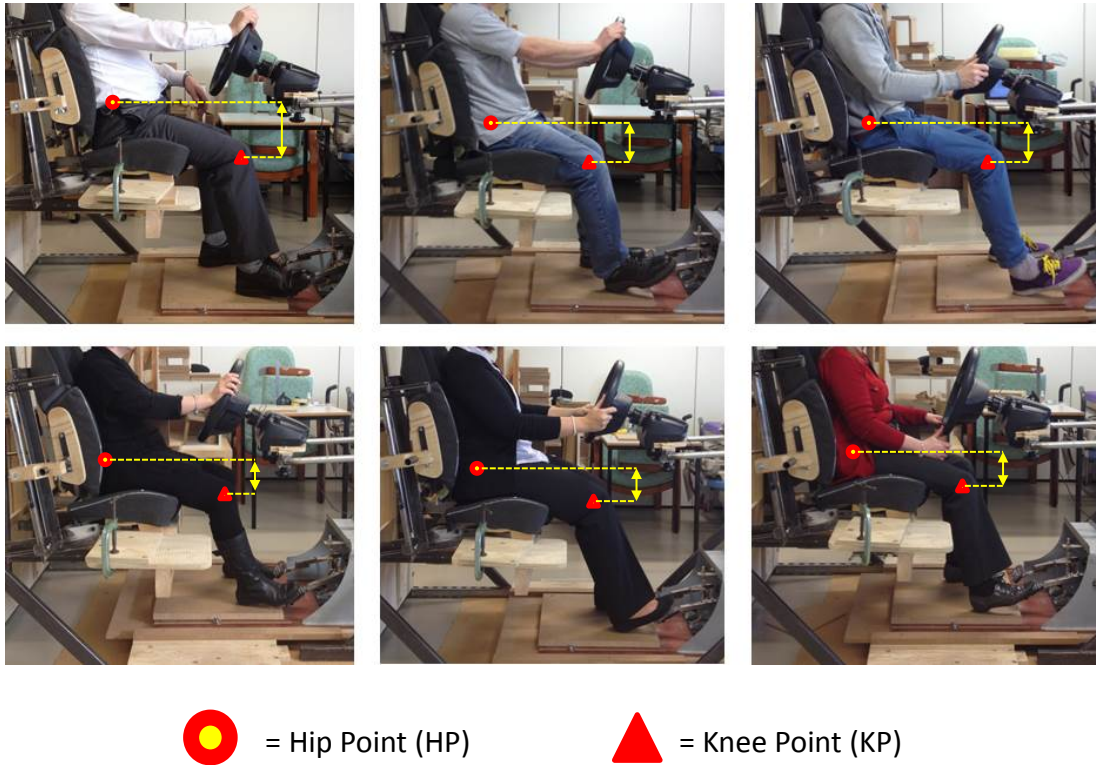 = Hip Point (HP)
= Knee Point (KP)